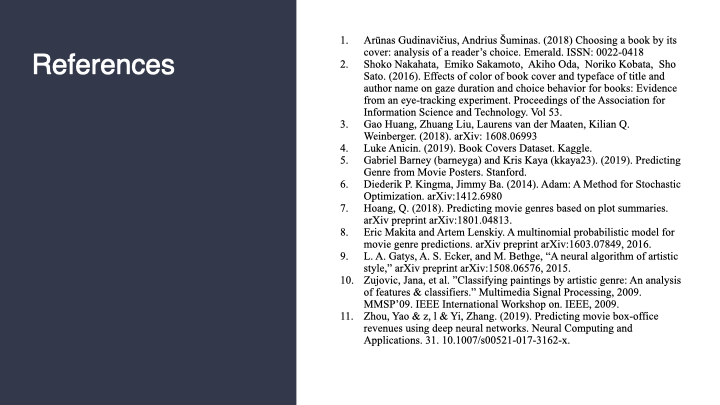 References
1. Arūnas Gudinavičius, Andrius Šuminas. (2018) Choosing a book by its
cover: analysis of a reader's choice. Emerald. ISSN: 0022-0418
2. Shoko Nakahata, Emiko Sakamoto, Akiho Oda, Noriko Kobata, Sho
Sato. (2016). Effects of color of book cover and typeface of title and
author name on gaze duration and choice behavior for books: Evidence
from an eye-tracking experiment. Proceedings of the Association for
Information Science and Technology. Vol 53.
3. Gao Huang, Zhuang Liu, Laurens van der Maaten, Kilian Q.
Weinberger. (2018). arXiv: 1608.06993
4. Luke Anicin. (2019). Book Covers Dataset. Kaggle.
5. Gabriel Barney (barneyga) and Kris Kaya (kkaya23). (2019). Predicting
Genre from Movie Posters. Stanford.
6. Diederik P. Kingma, Jimmy Ba. (2014). Adam: A Method for Stochastic
Optimization. arXiv:1412.6980
7. Hoang, Q. (2018). Predicting movie genres based on plot summaries.
arXiv preprint arXiv:1801.04813.
8. Eric Makita and Artem Lenskiy. A multinomial probabilistic model for
movie genre predictions. arXiv preprint arXiv:1603.07849, 2016.
9. L. A. Gatys, A. S. Ecker, and M. Bethge, “A neural algorithm of artistic
style,” arXiv preprint arXiv:1508.06576, 2015.
10. Zujovic, Jana, et al. ”Classifying paintings by artistic genre: An analysis
of features & classifiers.” Multimedia Signal Processing, 2009.
MMSP’09. IEEE International Workshop on. IEEE, 2009.
11. Zhou, Yao & z, l & Yi, Zhang. (2019). Predicting movie box-office
revenues using deep neural networks. Neural Computing and
Applications. 31. 10.1007/s00521-017-3162-x.